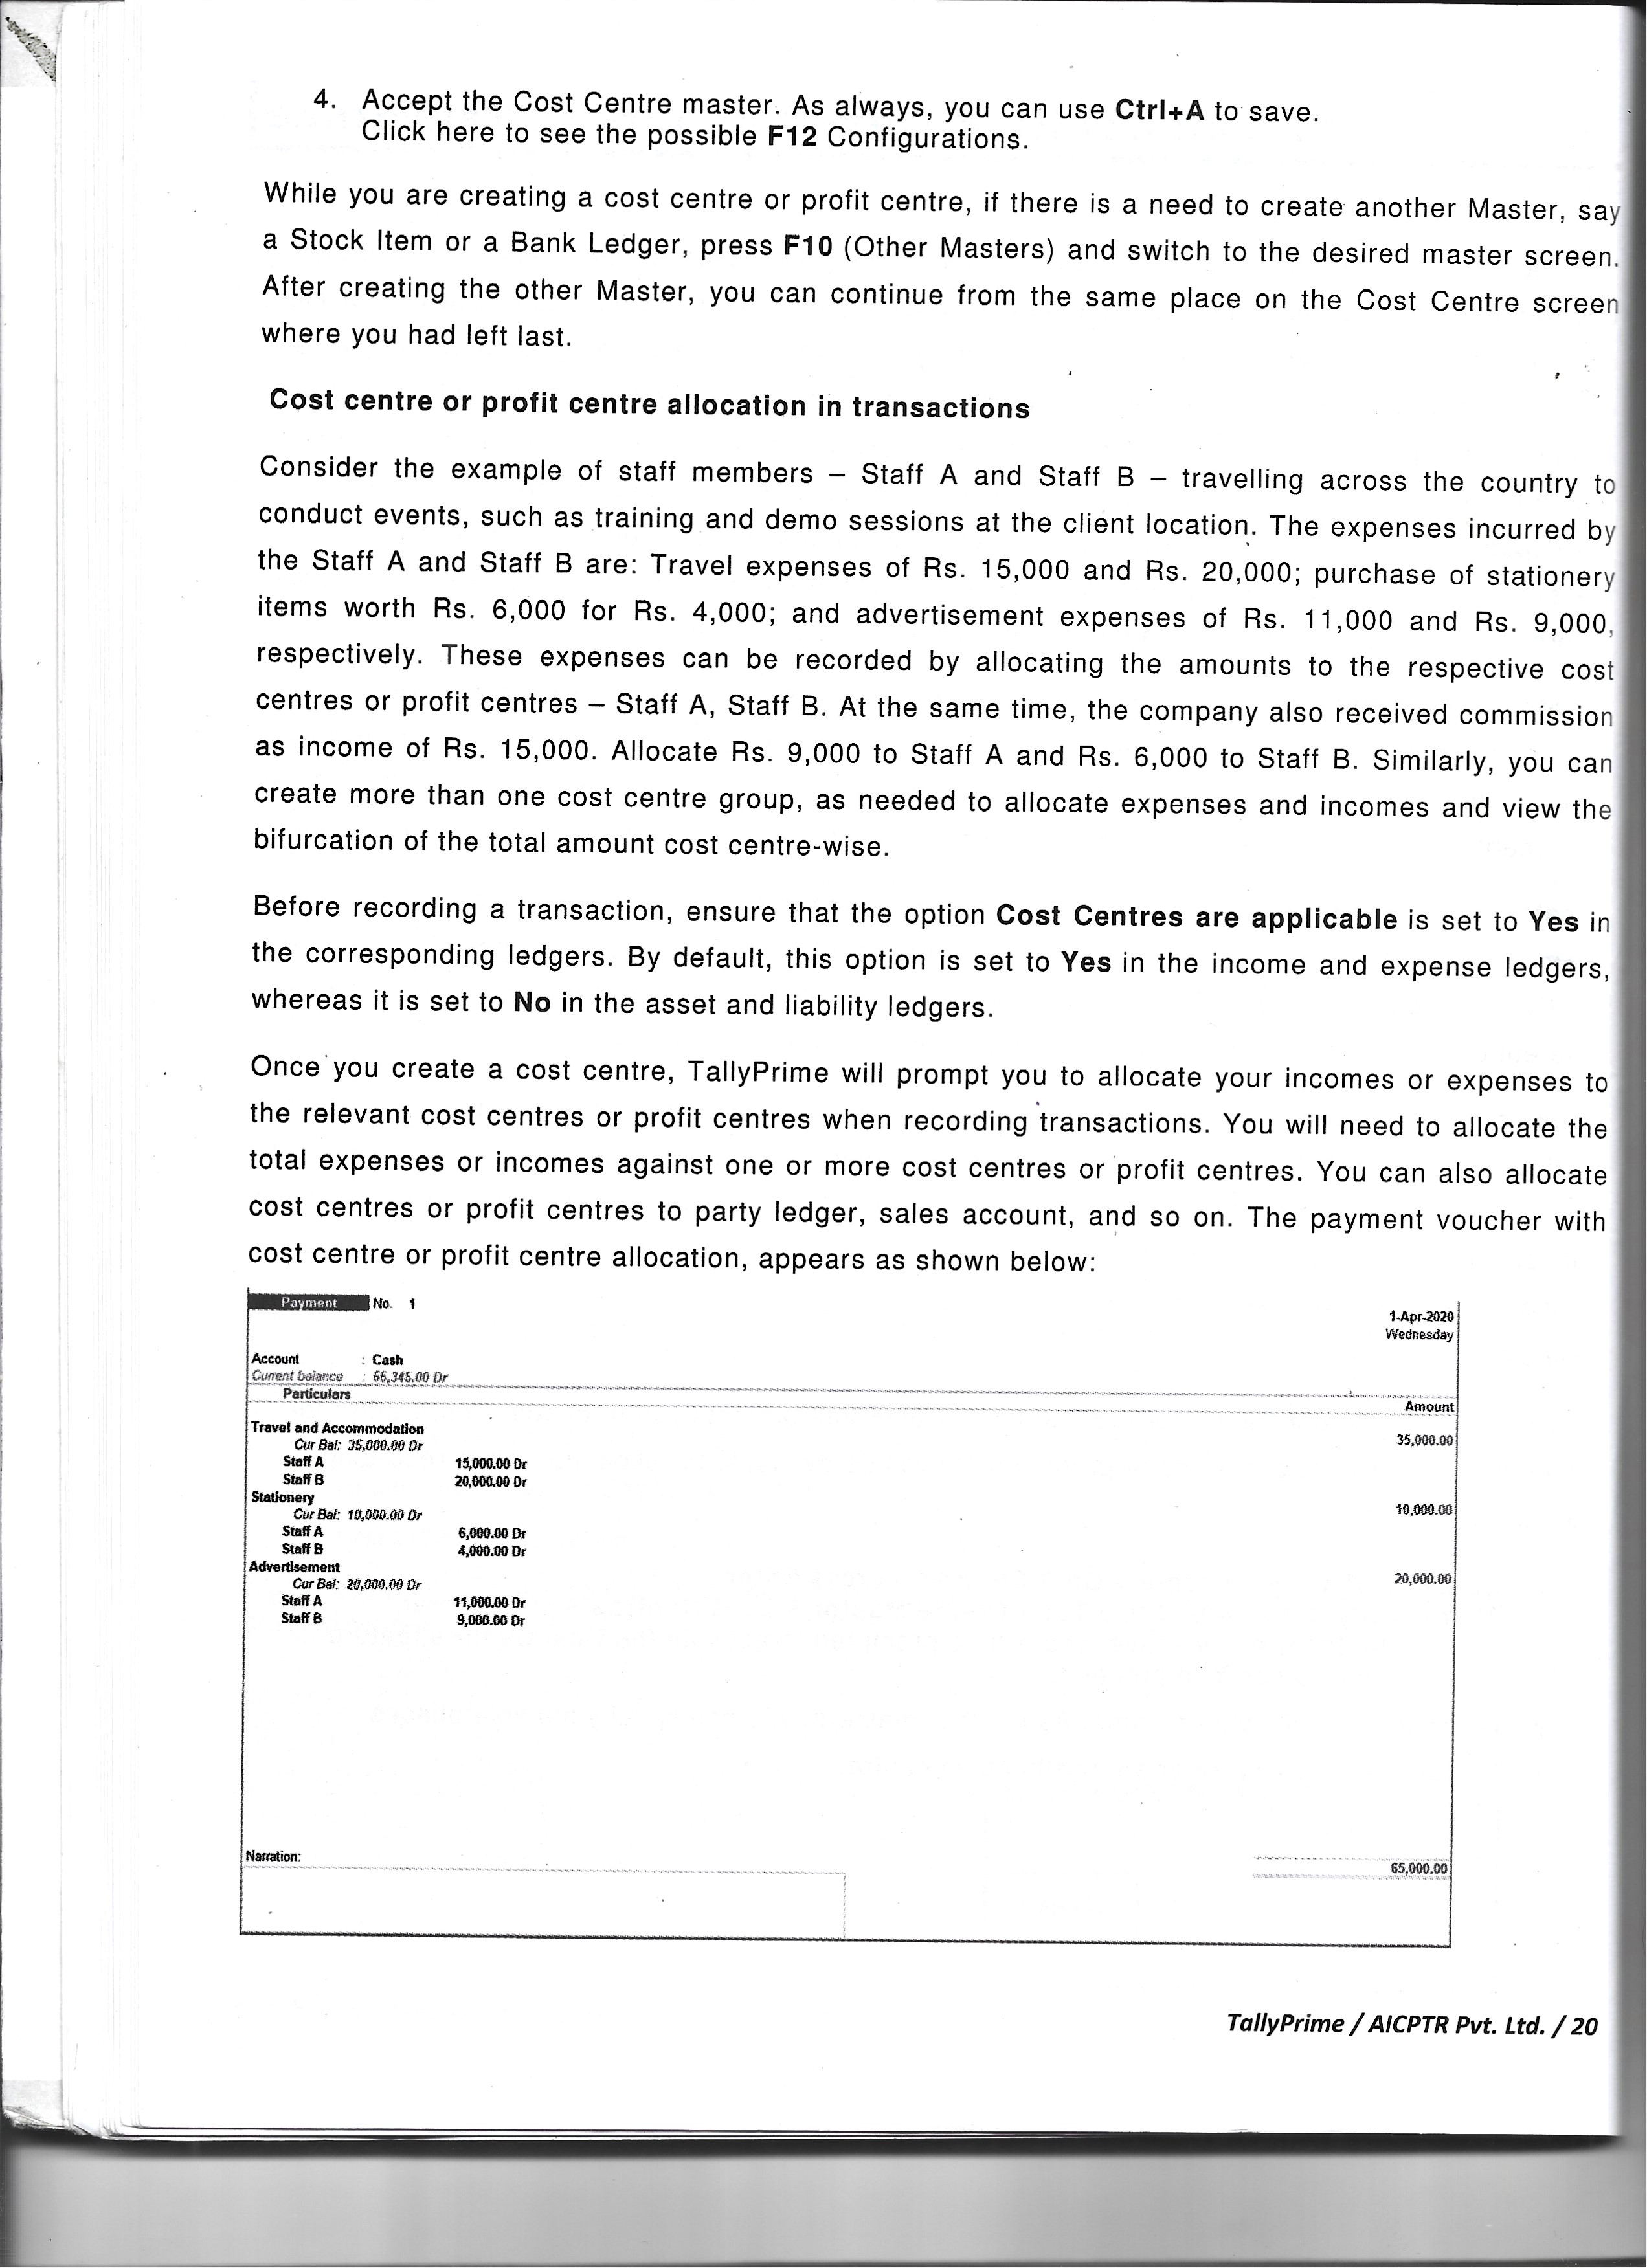 4. Accept the Cost Centre master. As always, you can use Ctrl+A to save.
Click here to see the possible F12 Configurations.
While you are creating a cost centre or profit centre, if there is a need to create another Master, say
a Stock Item or a Bank Ledger, press F10 (Other Masters) and switch to the desired master screen.
After creating the other Master, you can continue from the same place on the Cost Centre screen
where you had left last.
Cost centre or profit centre allocation in transactions
Consider the example of staff members – Staff A and Staff B – travelling across the country to
conduct events, such as training and demo sessions at the client location. The expenses incurred by
the Staff A and Staff B are: Travel expenses of Rs. 15,000 and Rs. 20,000; purchase of stationery
items worth Rs. 6,000 for Rs. 4,000; and advertisement expenses of Rs. 11,000 and Rs. 9,000,
respectively. These expenses can be recorded by allocating the amounts to the respective cost
centres or profit centres – Staff A, Staff B. At the same time, the company also received commission
as income of Rs. 15,000. Allocate Rs. 9,000 to Staff A and Rs. 6,000 to Staff B. Similarly, you can
create more than one cost centre group, as needed to allocate expenses and incomes and view the
bifurcation of the total amount cost centre-wise.
Before recording a transaction, ensure that the option Cost Centres are applicable is set to Yes in
the corresponding ledgers. By default, this option is set to Yes in the income and expense ledgers,
whereas it is set to No in the asset and liability ledgers.
Once you create a cost centre, TallyPrime will prompt you to allocate your incomes or expenses to
the relevant cost centres or profit centres when recording transactions. You will need to allocate the
total expenses or incomes against one or more cost centres or profit centres. You can also allocate
cost centres or profit centres to party ledger, sales account, and so on. The payment voucher with
cost centre or profit centre allocation, appears as shown below:
Payment No. 1
1-Apr-2020
Wednesday
Account : Cash
Current balance : 55,345.00 Dr
Particulars
Amount
Travel and Accommodation
35,000.00
Cur Bal: 35,000.00 Dr
Staff A 15,000.00 Dr
Staff B 20,000.00 Dr
Stationery
10,000.00
Cur Bal: 10,000.00 Dr
Staff A 6,000.00 Dr
Staff B 4,000.00 Dr
Advertisement
20,000.00
Cur Bal: 20,000.00 Dr
Staff A 11,000.00 Dr
Staff B 9,000.00 Dr
Narration:
65,000.00
TallyPrime / AICPTR Pvt. Ltd. / 20